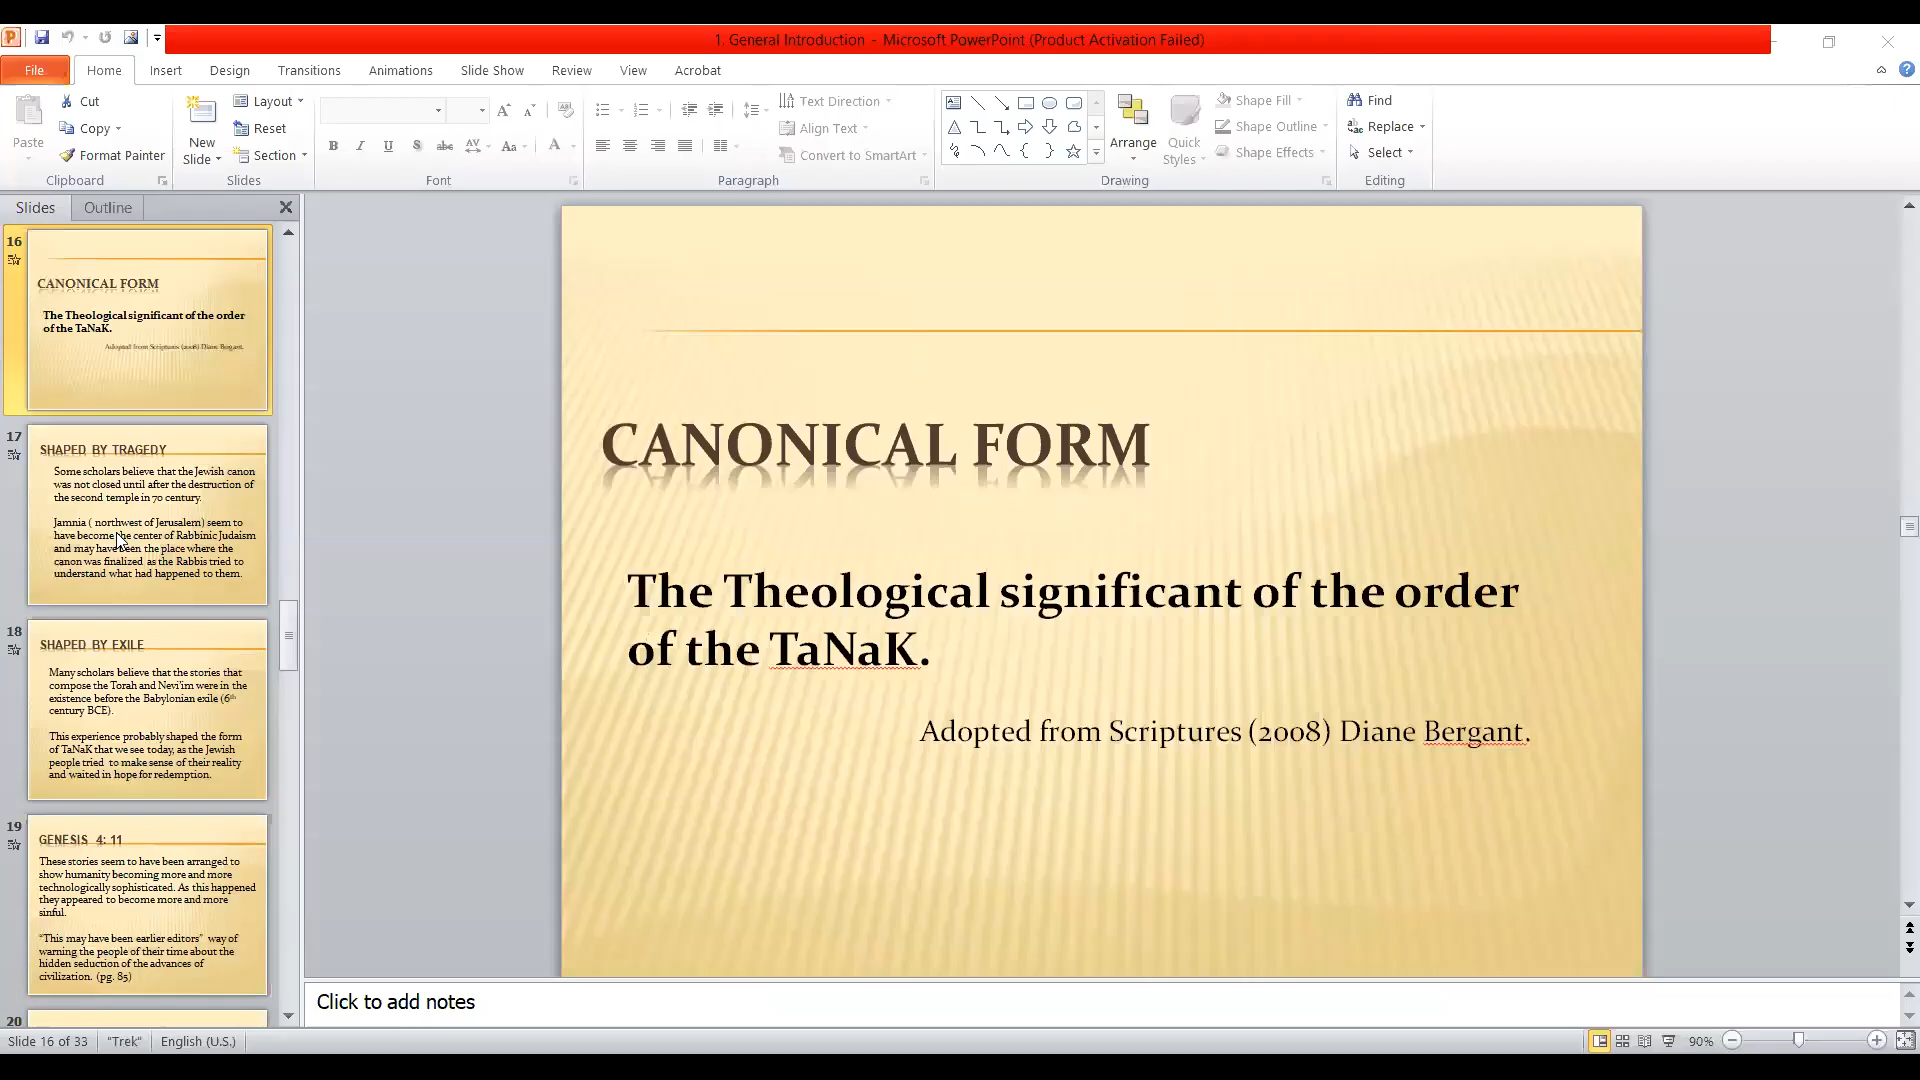 1. General Introduction - Microsoft PowerPoint (Product Activation Failed)
File Home Insert Design Transitions Animations Slide Show Review View Acrobat
Paste
Cut
Copy
Format Painter
Clipboard
New
Slide
Layout
Reset
Section
Slides
B I U S abc AV Aa A
Font
Text Direction
Align Text
Convert to SmartArt
Paragraph
Arrange
Quick
Styles
Shape Fill
Shape Outline
Shape Effects
Drawing
Find
Replace
Select
Editing
Slides Outline
16
CANONICAL FORM
The Theological significant of the order
of the TaNaK.
Adopted from Scriptures (2008) Diane Bergant.
17
SHAPED BY TRAGEDY
Some scholars believe that the Jewish canon
was not closed until after the destruction of
the second temple in 70 century.
Jamnia ( northwest of Jerusalem) seem to
have become the center of Rabbinic Judaism
and may have been the place where the
canon was finalized as the Rabbis tried to
understand what had happened to them.
18
SHAPED BY EXILE
Many scholars believe that the stories that
compose the Torah and Nevi'im were in the
existence before the Babylonian exile (6th
century BCE).
This experience probably shaped the form
of TaNaK that we see today, as the Jewish
people tried to make sense of their reality
and waited in hope for redemption.
19
GENESIS 4: 11
These stories seem to have been arranged to
show humanity becoming more and more
technologically sophisticated. As this happened
they appeared to become more and more
sinful.
"This may have been earlier editors" way of
warning the people of their time about the
hidden seduction of the advances of
civilization. (pg. 85)
20
CANONICAL FORM
The Theological significant of the order
of the TaNaK.
Adopted from Scriptures (2008) Diane Bergant.
Click to add notes
Slide 16 of 33 "Trek" English (U.S.) 90%